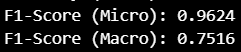 F1-Score (Micro): 0.9624
F1-Score (Macro): 0.7516